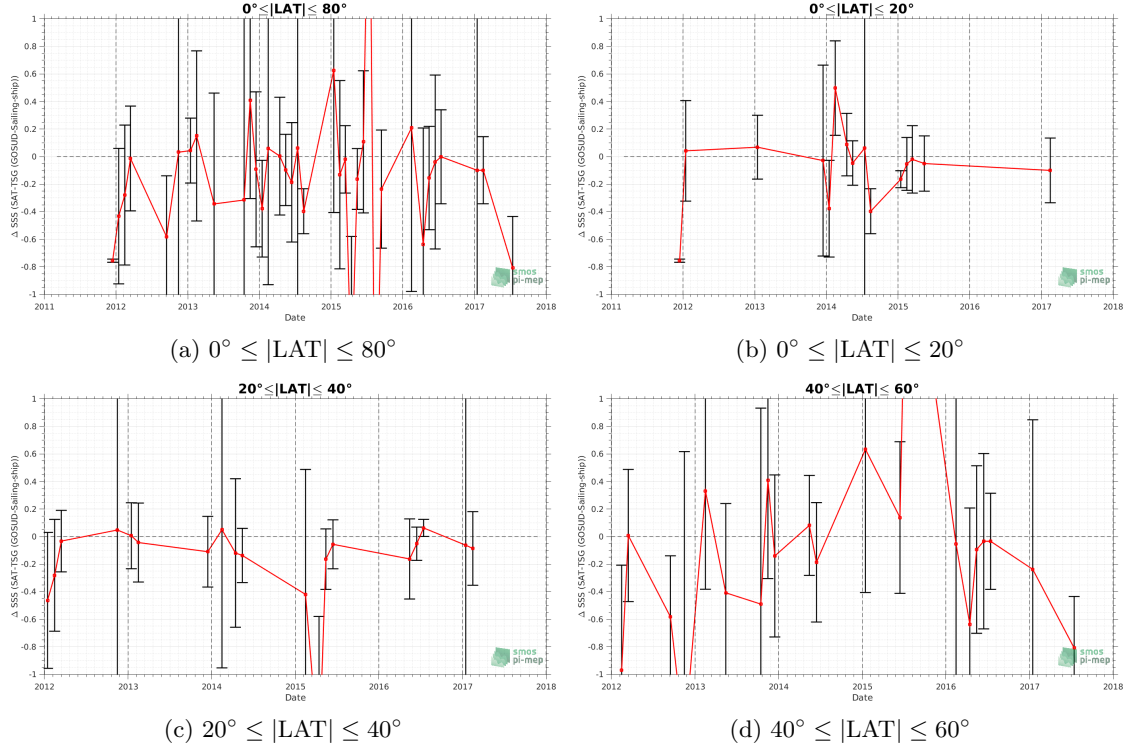 0°≤|LAT|≤ 80°
Δ SSS (SAT-TSG (GOSUD-Sailing-ship))
1
0.8
0.6
0.4
0.2
0
-0.2
-0.4
-0.6
-0.8
-1
2011 2012 2013 2014 2015 2016 2017 2018
Date
smos
pi-mep
(a) 0° ≤ |LAT| ≤ 80°
0°≤|LAT|≤ 20°
Δ SSS (SAT-TSG (GOSUD-Sailing-ship))
1
0.8
0.6
0.4
0.2
0
-0.2
-0.4
-0.6
-0.8
-1
2011 2012 2013 2014 2015 2016 2017 2018
Date
smos
pi-mep
(b) 0° ≤ |LAT| ≤ 20°
20°≤|LAT|≤ 40°
Δ SSS (SAT-TSG (GOSUD-Sailing-ship))
1
0.8
0.6
0.4
0.2
0
-0.2
-0.4
-0.6
-0.8
-1
2012 2013 2014 2015 2016 2017 2018
Date
smos
pi-mep
(c) 20° ≤ |LAT| ≤ 40°
40°≤|LAT|≤ 60°
Δ SSS (SAT-TSG (GOSUD-Sailing-ship))
1
0.8
0.6
0.4
0.2
0
-0.2
-0.4
-0.6
-0.8
-1
2012 2013 2014 2015 2016 2017 2018
Date
smos
pi-mep
(d) 40° ≤ |LAT| ≤ 60°